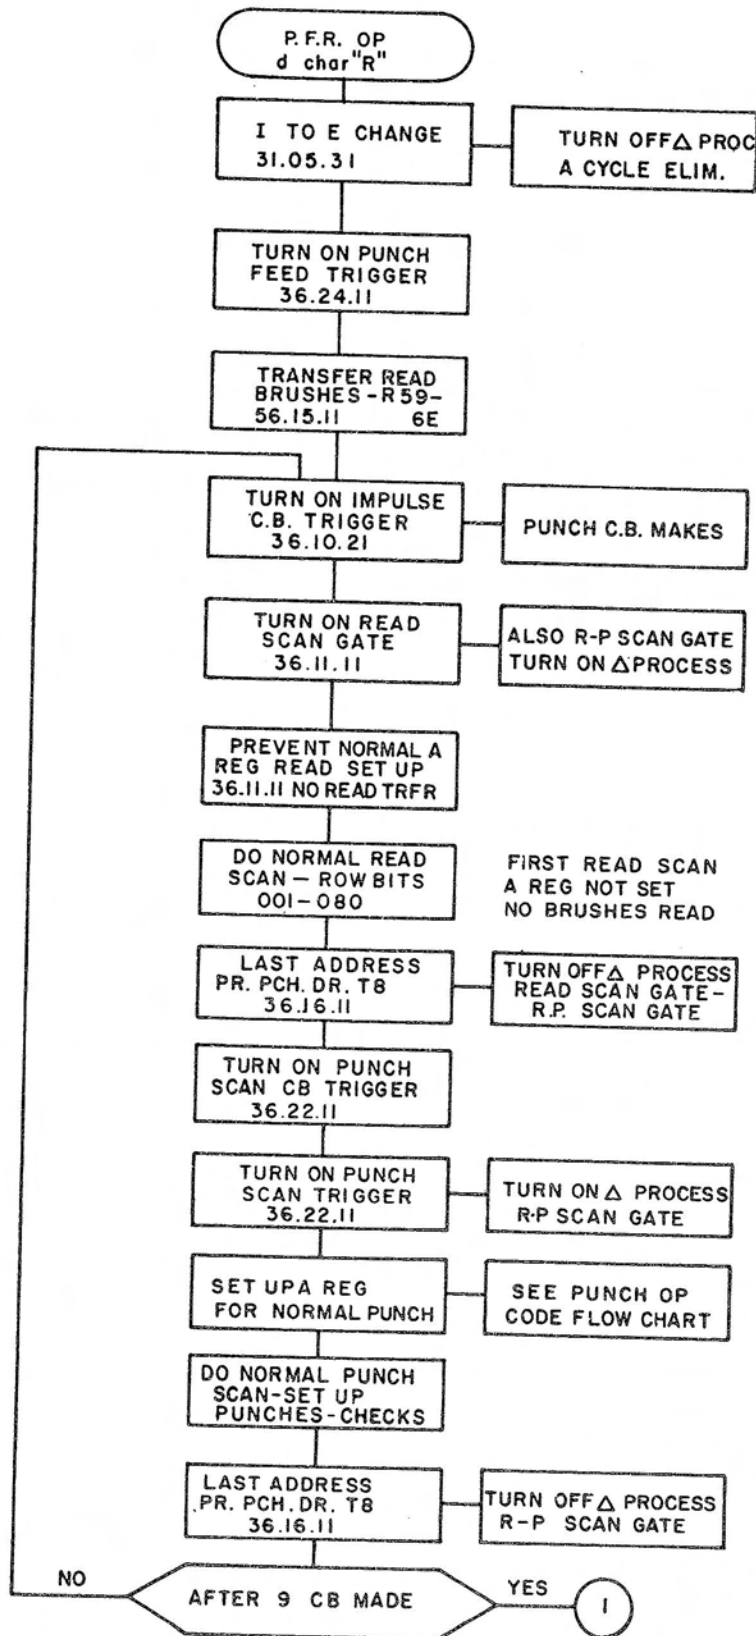 P.F.R. OP
d char "R"
I TO E CHANGE
31.05.31
TURN OFF Δ PROC
A CYCLE ELIM.
TURN ON PUNCH
FEED TRIGGER
36.24.11
TRANSFER READ
BRUSHES-R59-
56.15.11 6E
TURN ON IMPULSE
C.B. TRIGGER
36.10.21
PUNCH C.B. MAKES
TURN ON READ
SCAN GATE
36.11.11
ALSO R-P SCAN GATE
TURN ON Δ PROCESS
PREVENT NORMAL A
REG READ SET UP
36.11.11 NO READ TRFR
DO NORMAL READ
SCAN — ROW BITS
001-080
FIRST READ SCAN
A REG NOT SET
NO BRUSHES READ
LAST ADDRESS
PR. PCH. DR. T8
36.16.11
TURN OFF Δ PROCESS
READ SCAN GATE-
R.P. SCAN GATE
TURN ON PUNCH
SCAN CB TRIGGER
36.22.11
TURN ON PUNCH
SCAN TRIGGER
36.22.11
TURN ON Δ PROCESS
R-P SCAN GATE
SET UP A REG
FOR NORMAL PUNCH
SEE PUNCH OP
CODE FLOW CHART
DO NORMAL PUNCH
SCAN-SET UP
PUNCHES-CHECKS
LAST ADDRESS
PR. PCH. DR. T8
36.16.11
TURN OFF Δ PROCESS
R-P SCAN GATE
NO
AFTER 9 CB MADE
YES
1